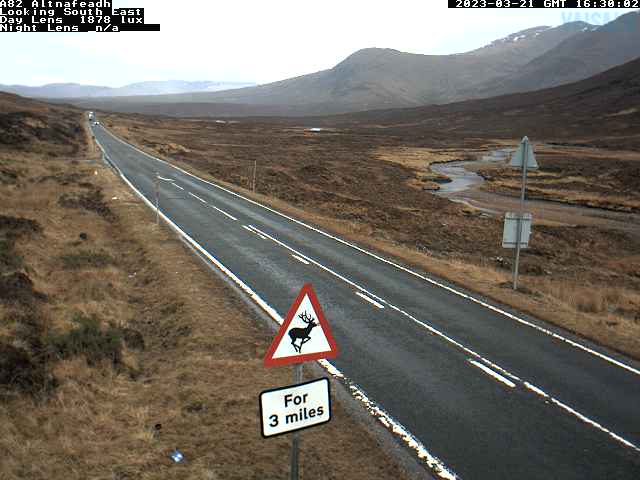 A82 Altnafeadh
Looking South East
Day Lens 1878 lux
Night Lens n/a
2023-03-21 GMT 16:30:02
VAISALA
For
3 miles